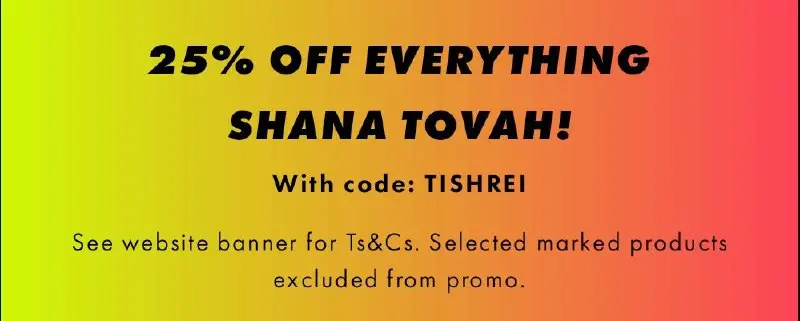 25% OFF EVERYTHING
SHANA TOVAH!
With code: TISHREI
See website banner for Ts&Cs. Selected marked products
excluded from promo.